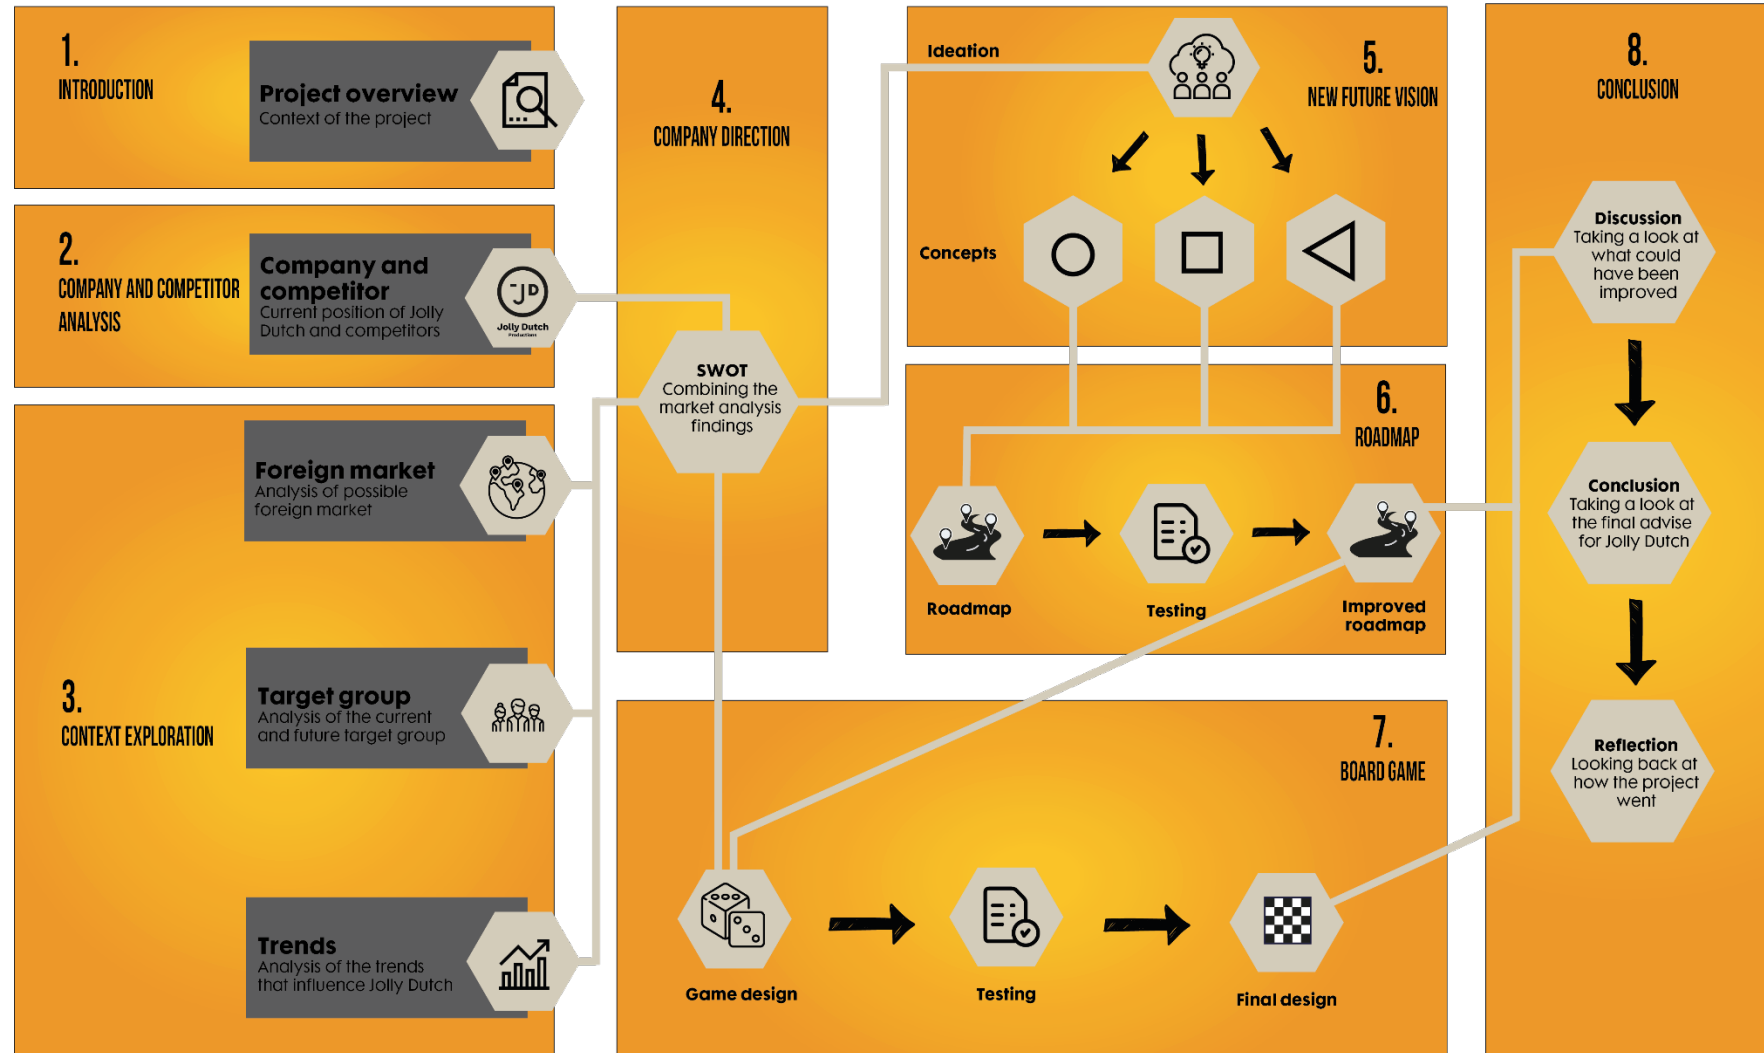 1.
INTRODUCTION
Project overview
Context of the project
2.
COMPANY AND COMPETITOR
ANALYSIS
Company and
competitor
Current position of Jolly
Dutch and competitors
JD
Jolly Dutch
Productions
3.
CONTEXT EXPLORATION
Foreign market
Analysis of possible
foreign market
Target group
Analysis of the current
and future target group
Trends
Analysis of the trends
that influence Jolly Dutch
4.
COMPANY DIRECTION
SWOT
Combining the
market analysis
findings
5.
NEW FUTURE VISION
Ideation
Concepts
6.
ROADMAP
Roadmap
Testing
Improved
roadmap
7.
BOARD GAME
Game design
Testing
Final design
8.
CONCLUSION
Discussion
Taking a look at
what could
have been
improved
Conclusion
Taking a look at
the final advise
for Jolly Dutch
Reflection
Looking back at
how the project
went